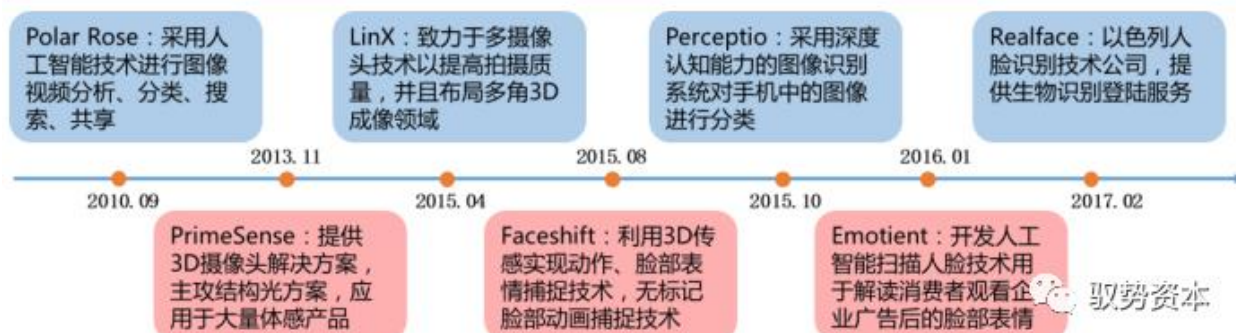 Polar Rose：采用人
工智能技术进行图像
视频分析、分类、搜
索、共享
LinX：致力于多摄像
头技术以提高拍摄质
量，并且布局多角3D
成像领域
Perceptio：采用深度
认知能力的图像识别
系统对手机中的图像
进行分类
Realface：以色列人
脸识别技术公司，提
供生物识别登陆服务
2013. 11
2015. 08
2016. 01
2010. 09
2015. 04
2015. 10
2017. 02
PrimeSense：提供
3D摄像头解决方案，
主攻结构光方案，应
用于大量体感产品
Faceshift：利用3D传
感实现动作、脸部表
情捕捉技术，无标记
脸部动画捕捉技术
Emotient：开发人工
智能扫描人脸技术用
于解读消费者观看企
业广告后的脸部表情
驭势资本